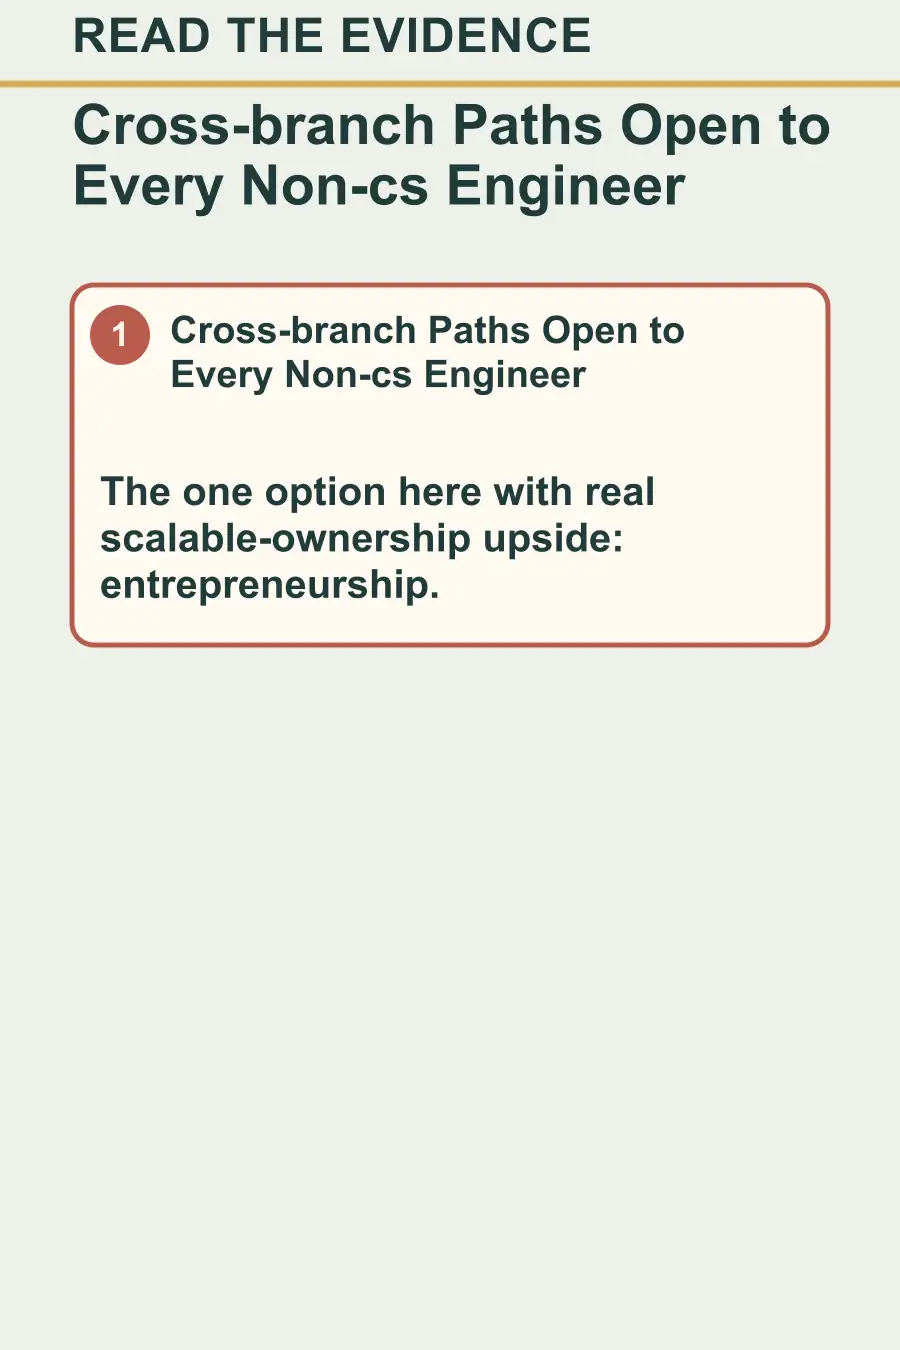 READ THE EVIDENCE
Cross-branch Paths Open to
Every Non-cs Engineer
1
Cross-branch Paths Open to
Every Non-cs Engineer
The one option here with real
scalable-ownership upside:
entrepreneurship.